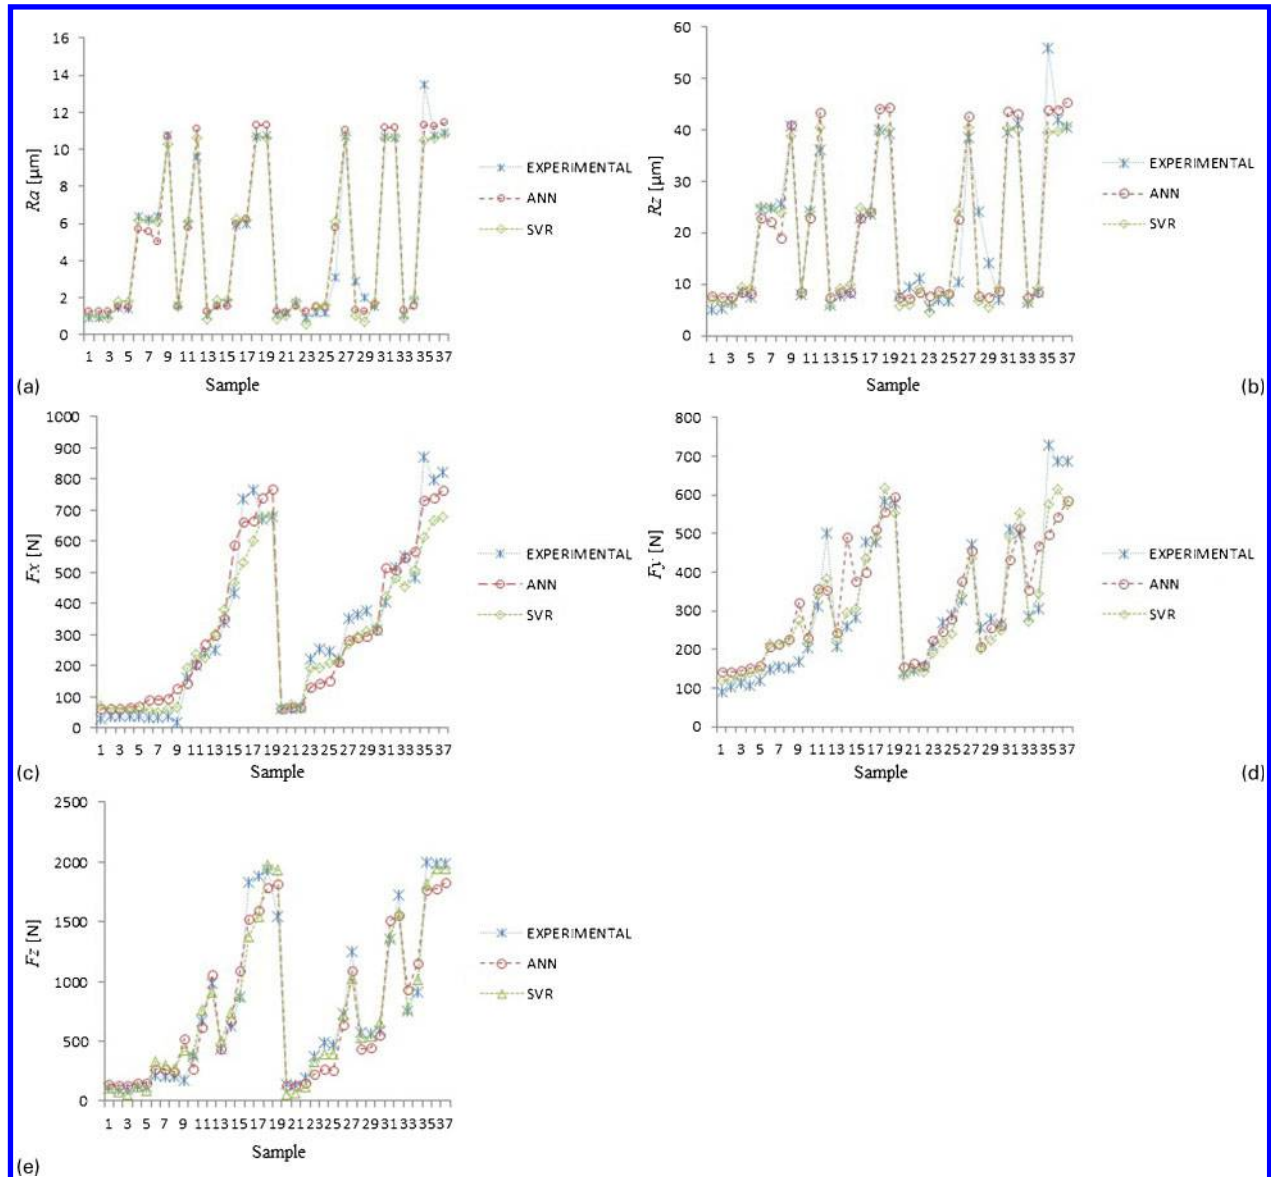 16
14
12
10
8
6
4
2
0
Ra [µm]
1 3 5 7 9 11 13 15 17 19 21 23 25 27 29 31 33 35 37
Sample
EXPERIMENTAL
ANN
SVR
(a)
60
50
40
30
20
10
0
Rz [µm]
1 3 5 7 9 11 13 15 17 19 21 23 25 27 29 31 33 35 37
Sample
EXPERIMENTAL
ANN
SVR
(b)
1000
900
800
700
600
500
400
300
200
100
0
Fx [N]
1 3 5 7 9 11 13 15 17 19 21 23 25 27 29 31 33 35 37
Sample
EXPERIMENTAL
ANN
SVR
(c)
800
700
600
500
400
300
200
100
0
Fy [N]
1 3 5 7 9 11 13 15 17 19 21 23 25 27 29 31 33 35 37
Sample
EXPERIMENTAL
ANN
SVR
(d)
2500
2000
1500
1000
500
0
Fz [N]
1 3 5 7 9 11 13 15 17 19 21 23 25 27 29 31 33 35 37
Sample
EXPERIMENTAL
ANN
SVR
(e)